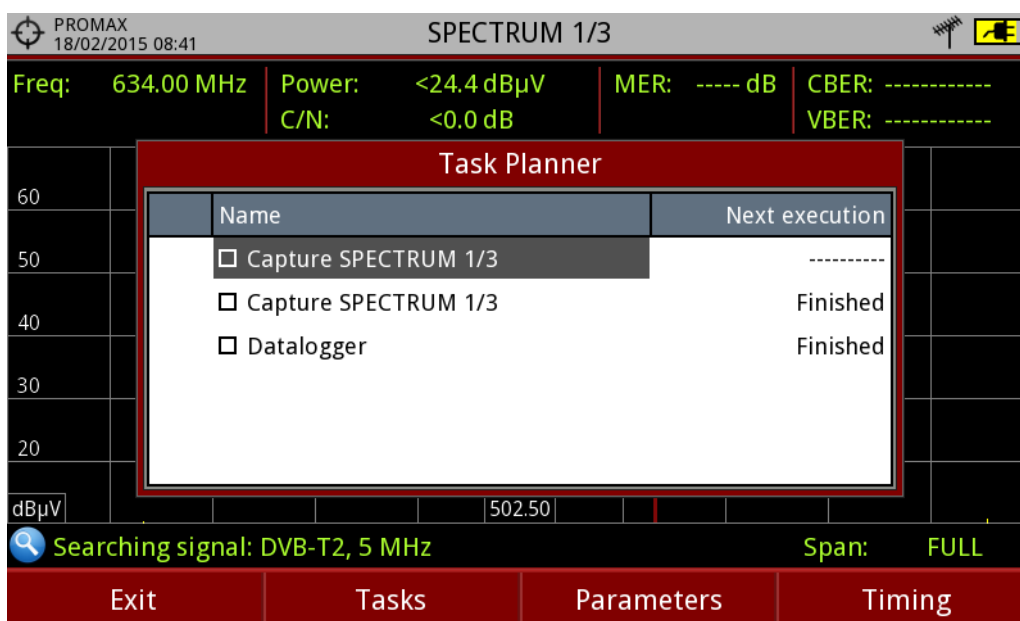 PROMAX
18/02/2015 08:41
SPECTRUM 1/3
Freq: 634.00 MHz Power: <24.4 dBµV MER: ----- dB CBER: ------------
C/N: <0.0 dB VBER: ------------
Task Planner
Name Next execution
Capture SPECTRUM 1/3 ----------
Capture SPECTRUM 1/3 Finished
Datalogger Finished
60
50
40
30
20
dBµV 502.50
Searching signal: DVB-T2, 5 MHz Span: FULL
Exit Tasks Parameters Timing